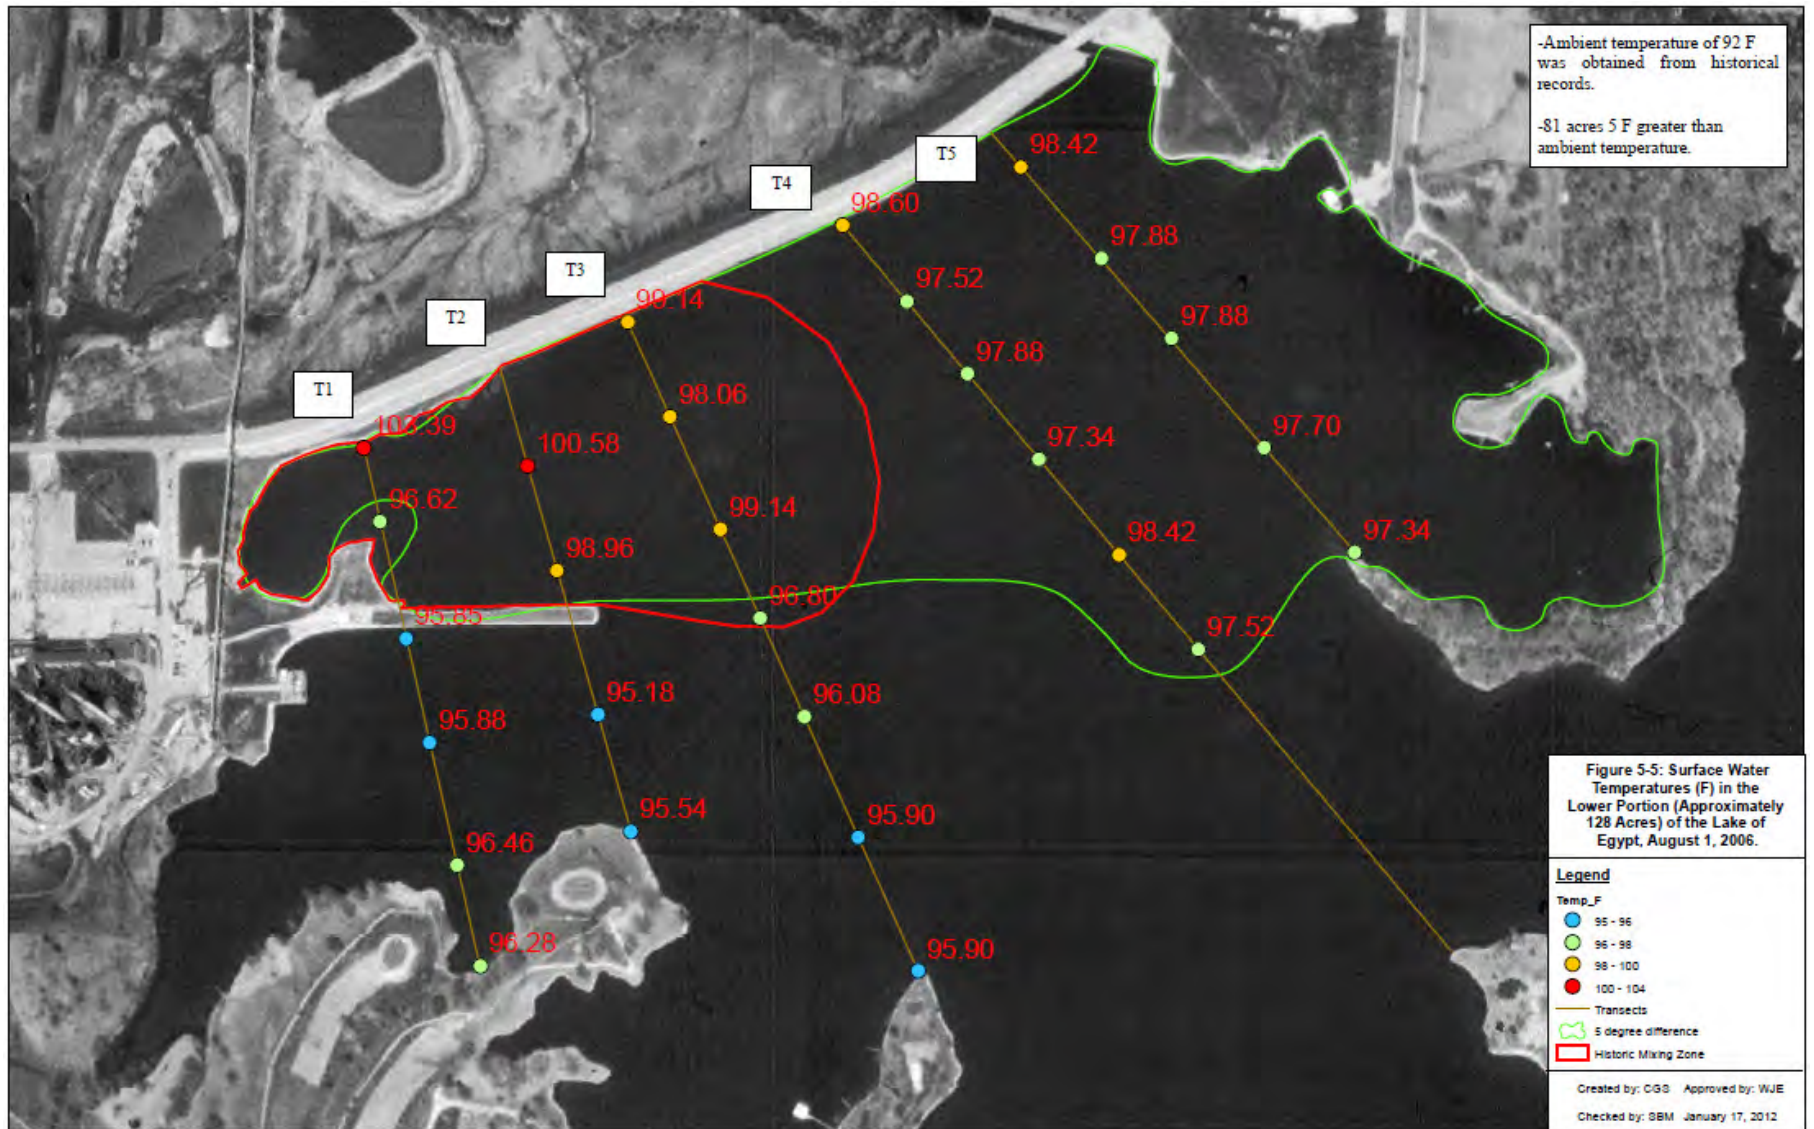 -Ambient temperature of 92 F
was obtained from historical
records.
-81 acres 5 F greater than
ambient temperature.
T5
98.42
T4
98.60
97.88
T3
97.52
97.88
T2
99.14
97.88
T1
98.06
97.34
97.70
103.39
100.58
96.62
99.14
98.42
97.34
98.96
96.80
97.52
95.85
95.88
95.18
96.08
96.46
95.54
95.90
96.28
95.90
Figure 5-5: Surface Water
Temperatures (F) in the
Lower Portion (Approximately
128 Acres) of the Lake of
Egypt, August 1, 2006.
Legend
Temp_F
95 - 96
96 - 98
98 - 100
100 - 104
Transects
5 degree difference
Historic Mixing Zone
Created by: CGS Approved by: WJE
Checked by: SBM January 17, 2012